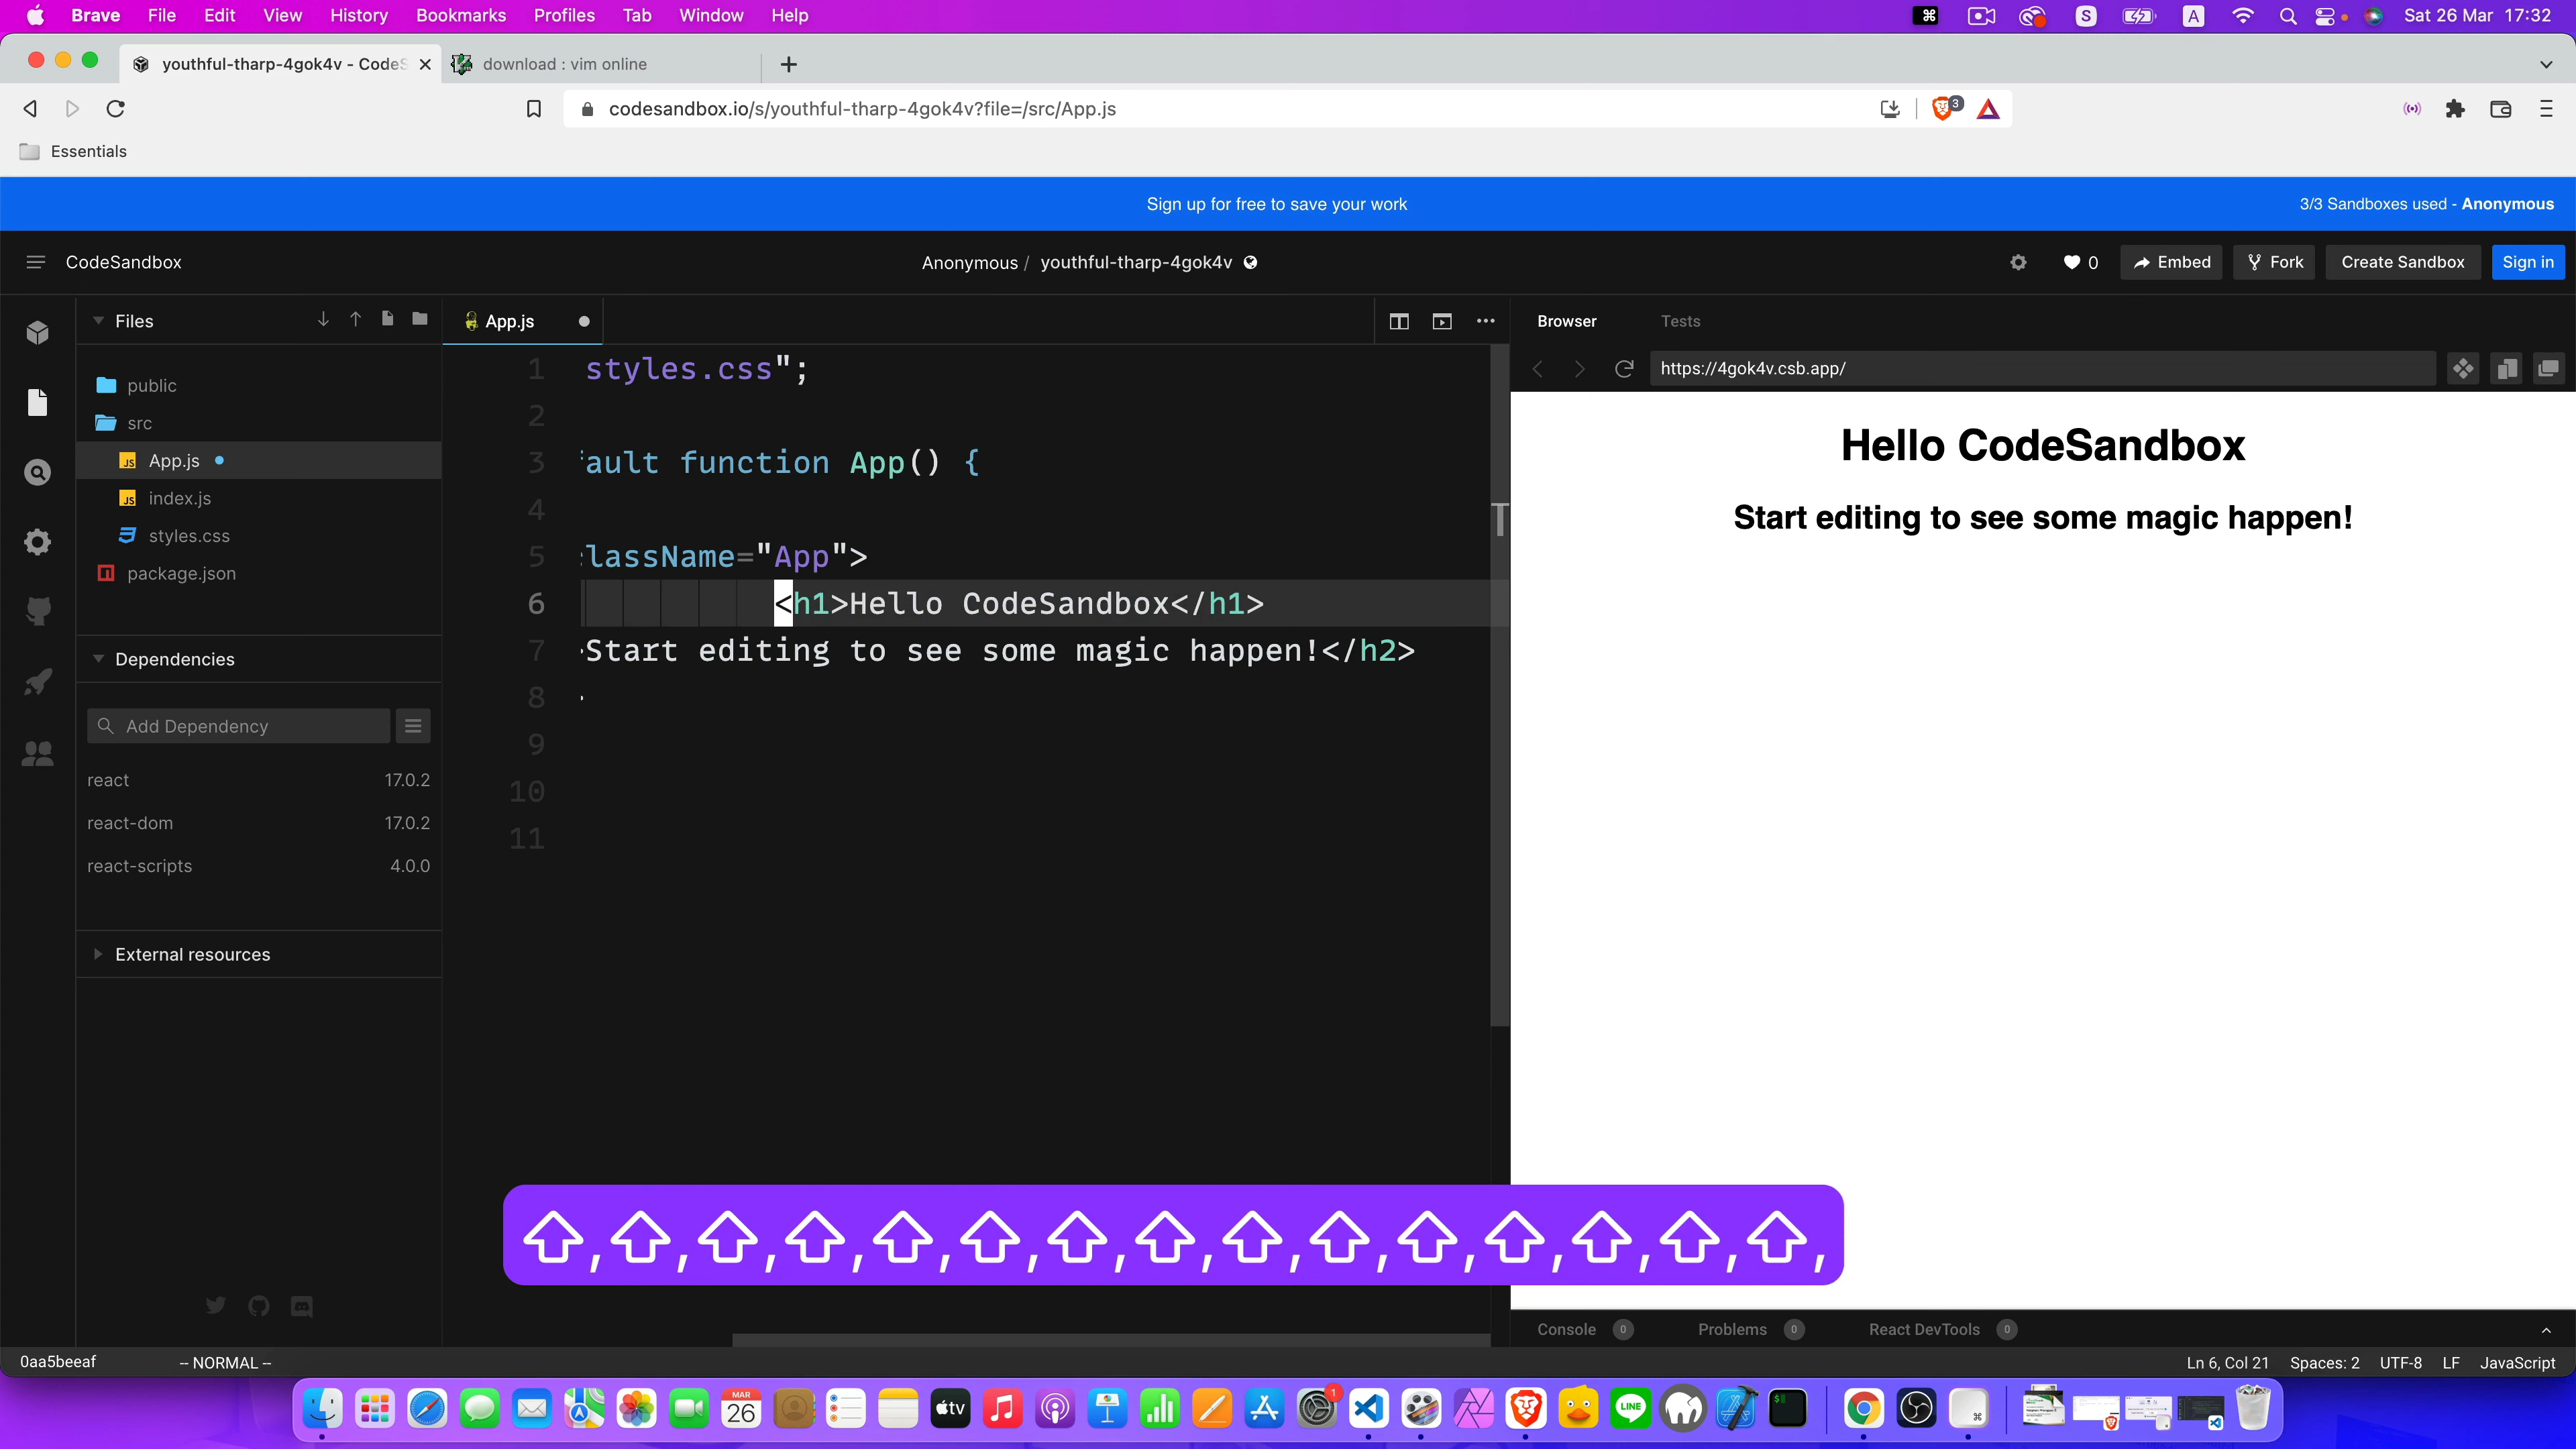 Brave File Edit View History Bookmarks Profiles Tab Window Help
Sat 26 Mar 17:32
youthful-tharp-4gok4v - CodeS
download : vim online
codesandbox.io/s/youthful-tharp-4gok4v?file=/src/App.js
3
Essentials
Sign up for free to save your work
3/3 Sandboxes used - Anonymous
CodeSandbox
Anonymous / youthful-tharp-4gok4v
0
Embed
Fork
Create Sandbox
Sign in
Files
public
src
App.js
index.js
styles.css
package.json
Dependencies
Add Dependency
react 17.0.2
react-dom 17.0.2
react-scripts 4.0.0
External resources
App.js
1 styles.css";
2
3 ault function App() {
4
5 lassName="App">
6 <h1>Hello CodeSandbox</h1>
7 Start editing to see some magic happen!</h2>
8
9
10
11
Browser
Tests
https://4gok4v.csb.app/
Hello CodeSandbox
Start editing to see some magic happen!
⇧,⇧,⇧,⇧,⇧,⇧,⇧,⇧,⇧,⇧,⇧,⇧,⇧,⇧,⇧,
Console 0
Problems 0
React DevTools 0
0aa5beeaf
-- NORMAL --
Ln 6, Col 21
Spaces: 2
UTF-8
LF
JavaScript
MAR
26
tv
1
LINE